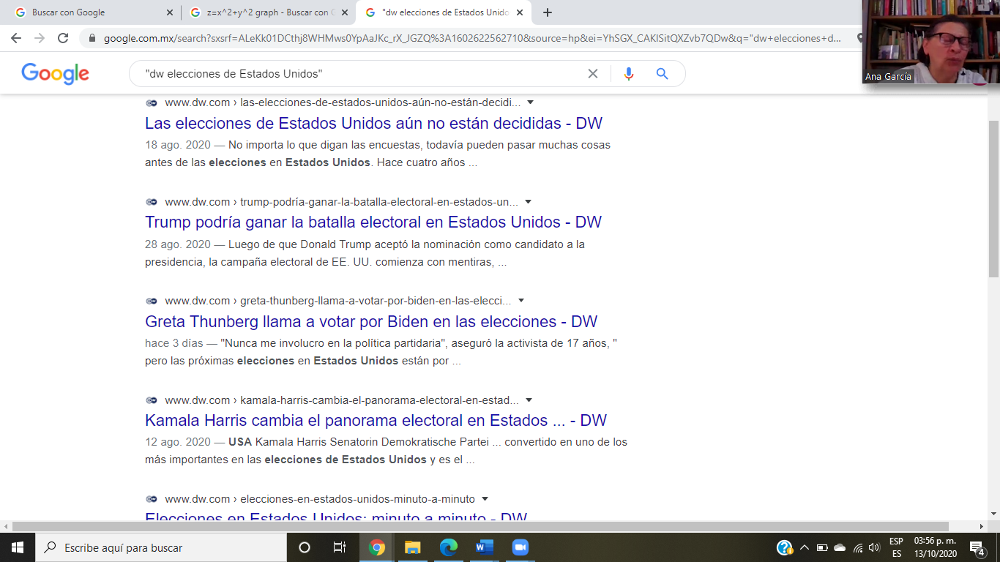 Buscar con Google
z=x^2+y^2 graph - Buscar con G
"dw elecciones de Estados Unido
google.com.mx/search?sxsrf=ALeKk01DCthj8WHMws0YpAaJKc_rX_JGZQ%3A1602622562710&source=hp&ei=YhSGX_CAKISitQXZvb7QDw&q="dw+elecciones+d...
Ana García
Google
"dw elecciones de Estados Unidos"
www.dw.com › las-elecciones-de-estados-unidos-aún-no-están-decidi...
Las elecciones de Estados Unidos aún no están decididas - DW
18 ago. 2020 — No importa lo que digan las encuestas, todavía pueden pasar muchas cosas
antes de las elecciones en Estados Unidos. Hace cuatro años ...
www.dw.com › trump-podría-ganar-la-batalla-electoral-en-estados-un...
Trump podría ganar la batalla electoral en Estados Unidos - DW
28 ago. 2020 — Luego de que Donald Trump aceptó la nominación como candidato a la
presidencia, la campaña electoral de EE. UU. comienza con mentiras, ...
www.dw.com › greta-thunberg-llama-a-votar-por-biden-en-las-elecci...
Greta Thunberg llama a votar por Biden en las elecciones - DW
hace 3 días — "Nunca me involucro en la política partidaria", aseguró la activista de 17 años, "
pero las próximas elecciones en Estados Unidos están por ...
www.dw.com › kamala-harris-cambia-el-panorama-electoral-en-estad...
Kamala Harris cambia el panorama electoral en Estados ... - DW
12 ago. 2020 — USA Kamala Harris Senatorin Demokratische Partei ... convertido en uno de los
más importantes en las elecciones de Estados Unidos y es el ...
www.dw.com › elecciones-en-estados-unidos-minuto-a-minuto
Elecciones en Estados Unidos: minuto a minuto - DW
Escribe aquí para buscar
ESP
ES
03:56 p. m.
13/10/2020
4